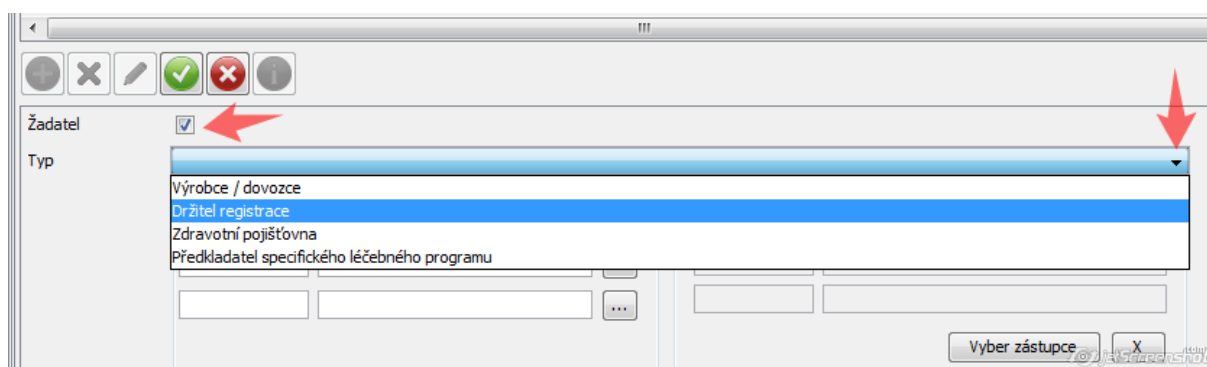 Žadatel
Typ
Výrobce / dovozce
Držitel registrace
Zdravotní pojišťovna
Předkladatel specifického léčebného programu
...
Vyber zástupce X